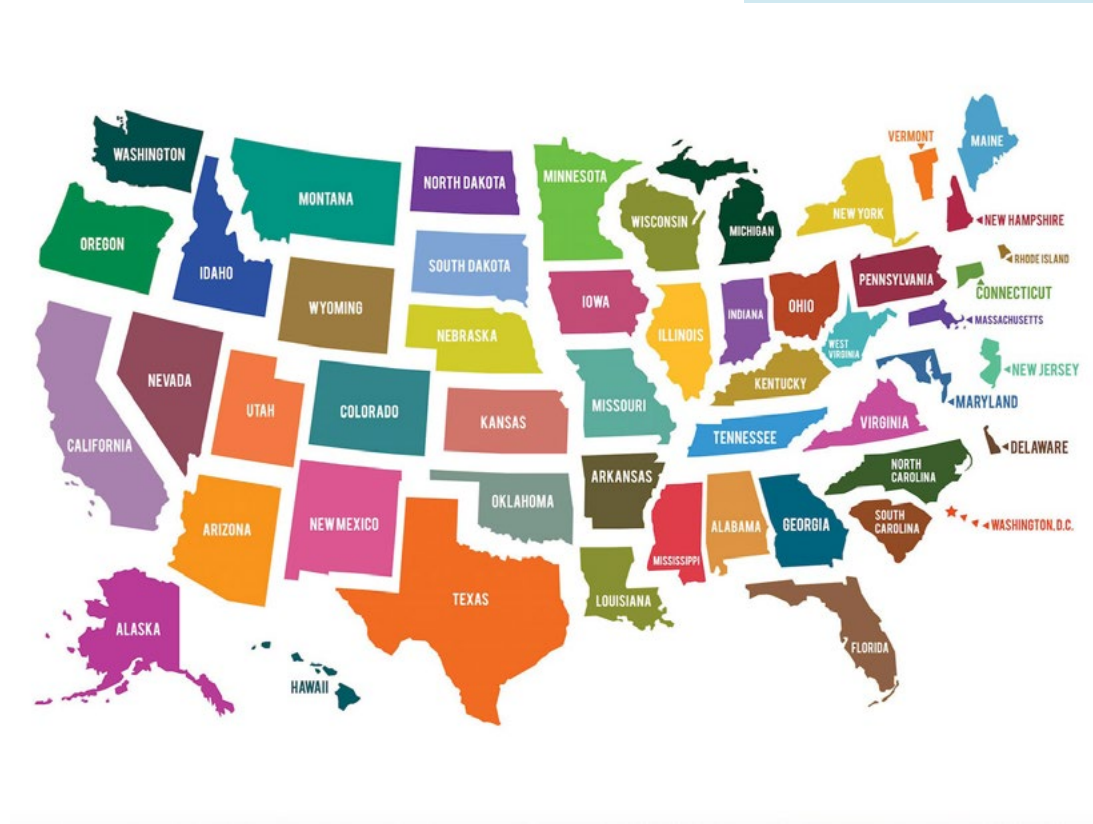 WASHINGTON
MONTANA
NORTH DAKOTA
MINNESOTA
VERMONT
MAINE
OREGON
IDAHO
WYOMING
SOUTH DAKOTA
WISCONSIN
MICHIGAN
NEW YORK
NEW HAMPSHIRE
RHODE ISLAND
NEBRASKA
IOWA
ILLINOIS
INDIANA
OHIO
PENNSYLVANIA
CONNECTICUT
MASSACHUSETTS
NEVADA
UTAH
COLORADO
KANSAS
MISSOURI
KENTUCKY
WEST
VIRGINIA
NEW JERSEY
MARYLAND
CALIFORNIA
TENNESSEE
VIRGINIA
DELAWARE
ARIZONA
NEW MEXICO
OKLAHOMA
ARKANSAS
NORTH
CAROLINA
SOUTH
CAROLINA
WASHINGTON, D.C.
TEXAS
LOUISIANA
MISSISSIPPI
ALABAMA
GEORGIA
ALASKA
HAWAII
FLORIDA